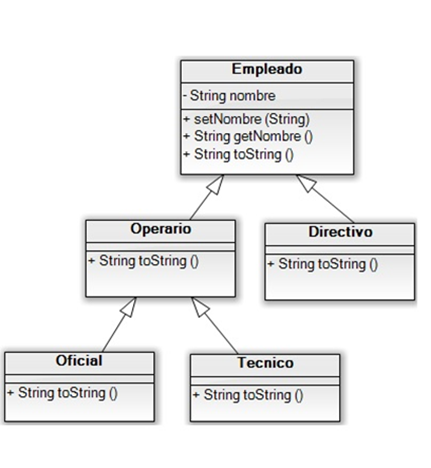 Empleado
- String nombre
+ setNombre (String)
+ String getNombre ()
+ String toString ()
Operario
+ String toString ()
Directivo
+ String toString ()
Oficial
+ String toString ()
Tecnico
+ String toString ()